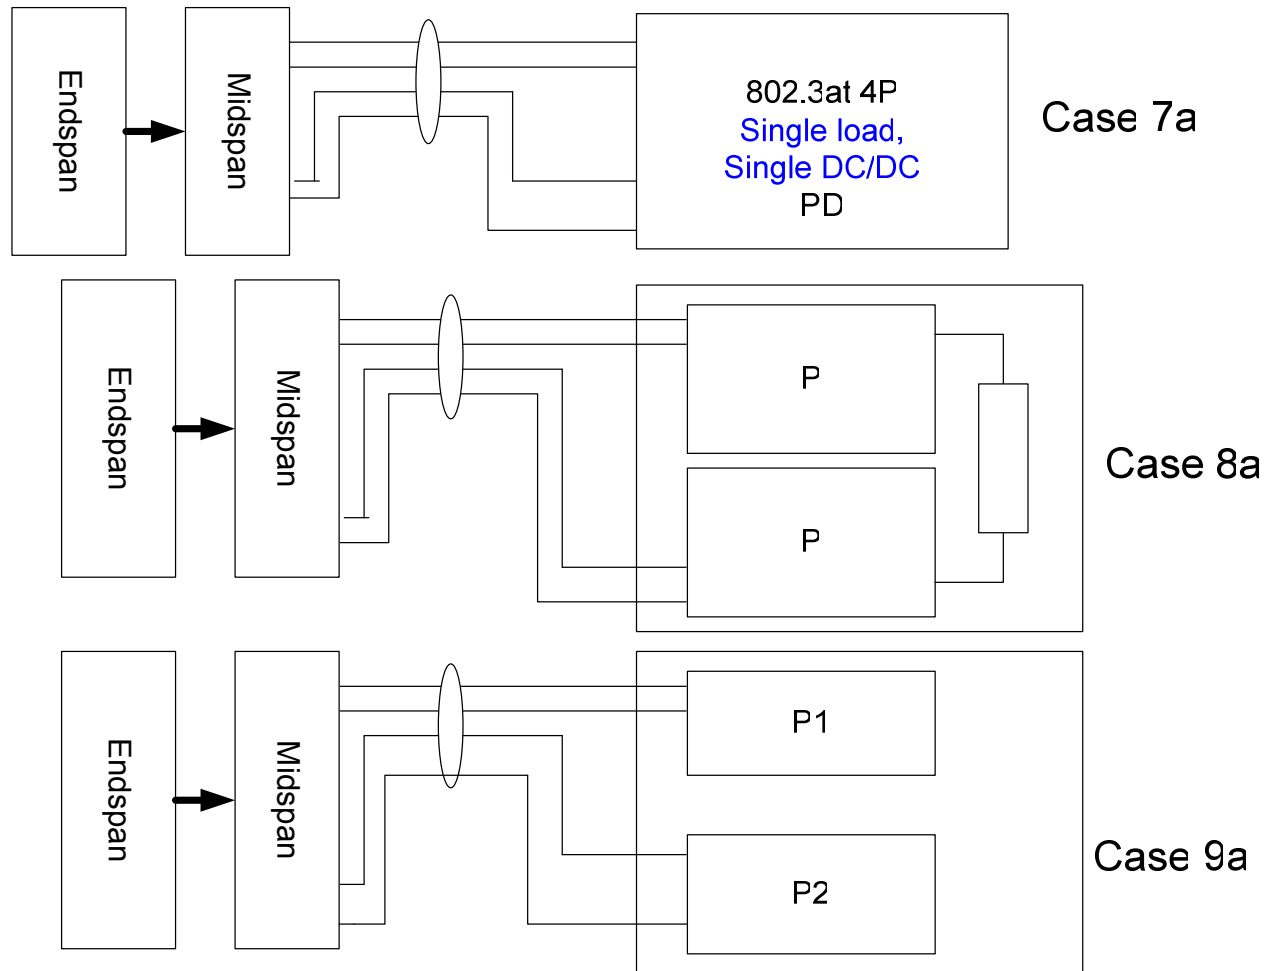 Endspan
Midspan
802.3at 4P
Single load,
Single DC/DC
PD
Case 7a
Endspan
Midspan
P
P
Case 8a
Endspan
Midspan
P1
P2
Case 9a